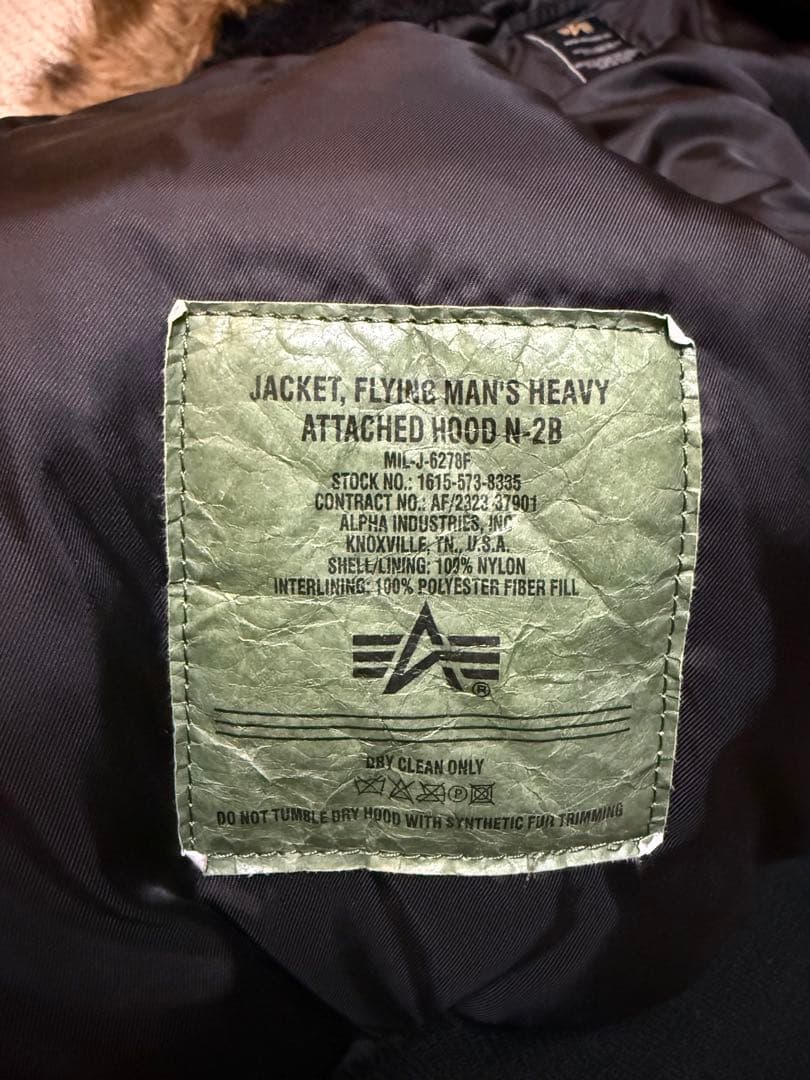 JACKET, FLYING MAN'S HEAVY
ATTACHED HOOD N-2B
MIL-J-6278F
STOCK NO.: 1615-573-8335
CONTRACT NO.: AF/2323-37901
ALPHA INDUSTRIES, INC
KNOXVILLE, TN., U.S.A.
SHELL/LINING: 100% NYLON
INTERLINING: 100% POLYESTER FIBER FILL
®
DRY CLEAN ONLY
P
DO NOT TUMBLE DRY HOOD WITH SYNTHETIC FUR TRIMMING